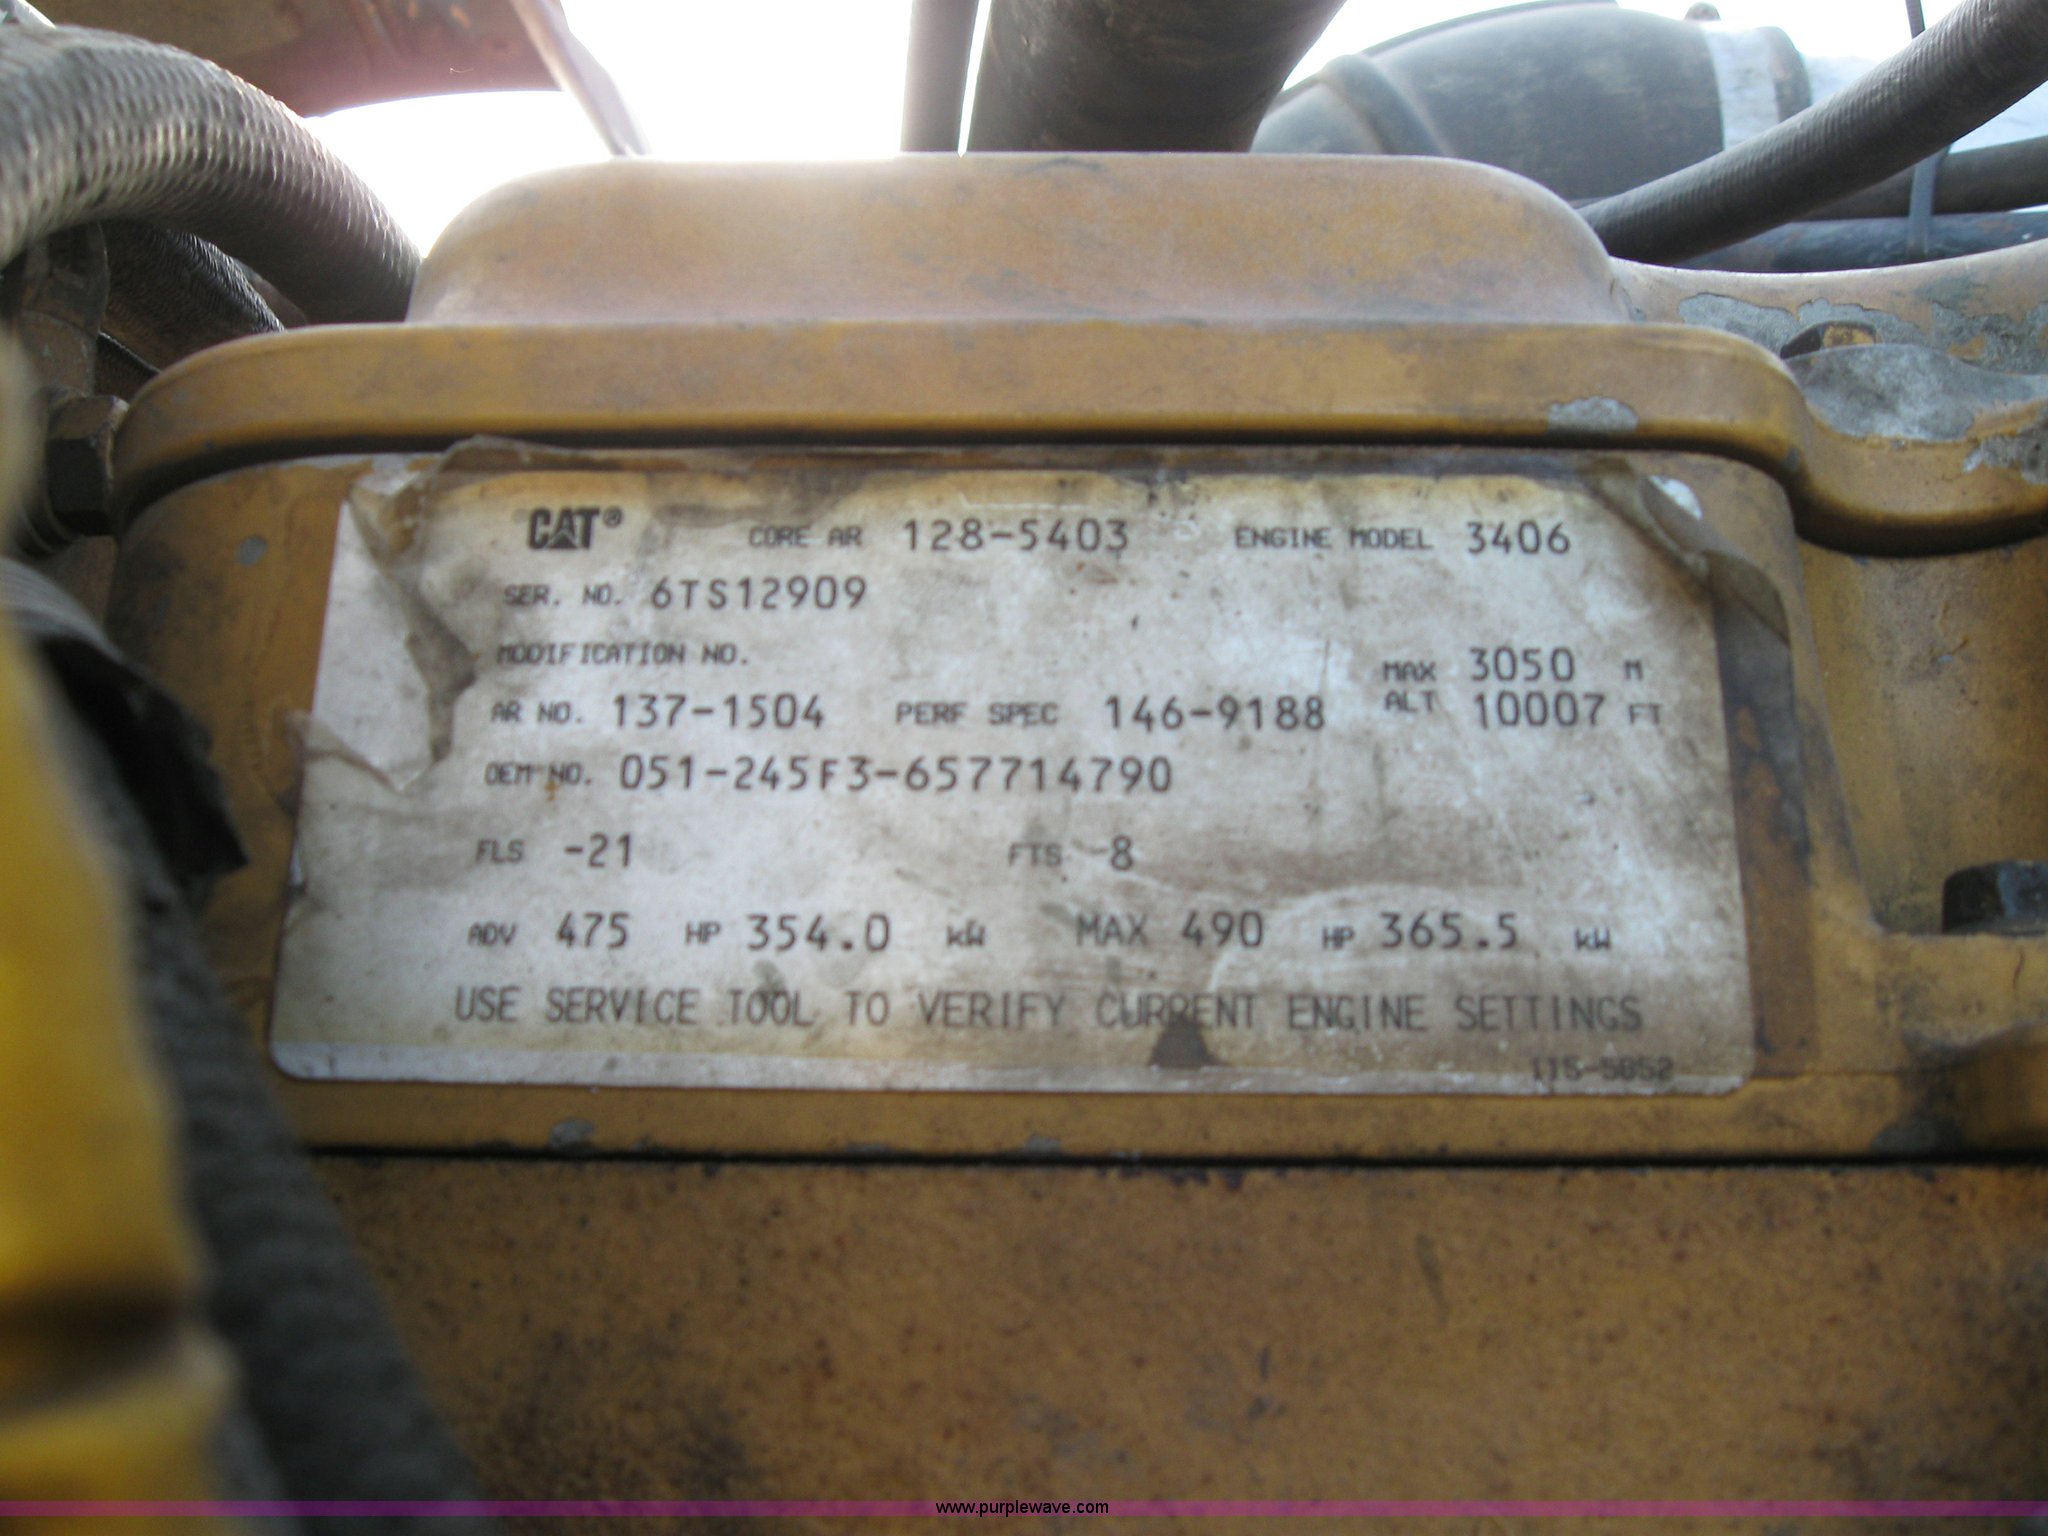 CAT® CORE AR 128-5403 ENGINE MODEL 3406
SER. NO. 6TS12909
MODIFICATION NO.
MAX ALT 3050 M 10007 FT
AR NO. 137-1504 PERF SPEC 146-9188
OEM NO. 051-245F3-657714790
FLS -21 FTS -8
ADV 475 HP 354.0 kW MAX 490 HP 365.5 kW
USE SERVICE TOOL TO VERIFY CURRENT ENGINE SETTINGS
115-5852
www.purplewave.com